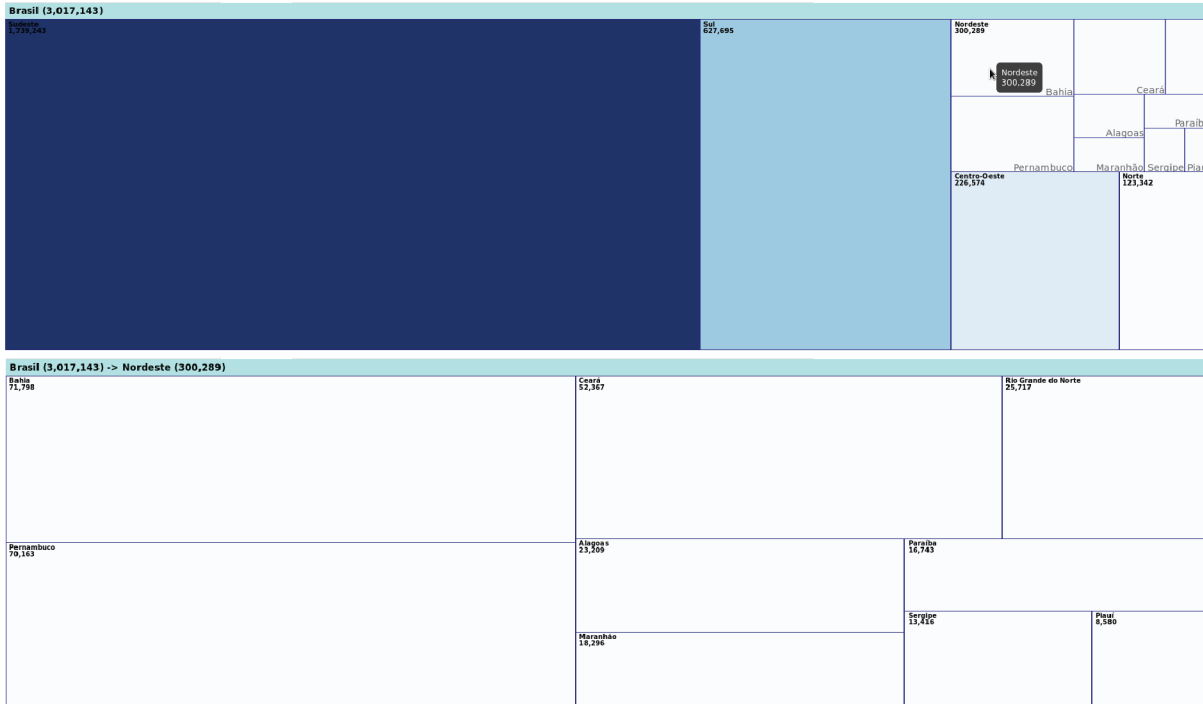 Brasil (3,017,143)
Sudeste
1,739,243
Sul
627,695
Nordeste
300,289
Nordeste
300,289
Bahia
Ceará
Alagoas
Paraíb
Pernambuco
Maranhão
Sergipe
Piau
Centro-Oeste
226,574
Norte
123,342
Brasil (3,017,143) -> Nordeste (300,289)
Bahia
71,798
Ceará
52,367
Rio Grande do Norte
25,717
Pernambuco
70,163
Alagoas
23,209
Paraíba
16,743
Sergipe
13,416
Piauí
8,580
Maranhão
18,296